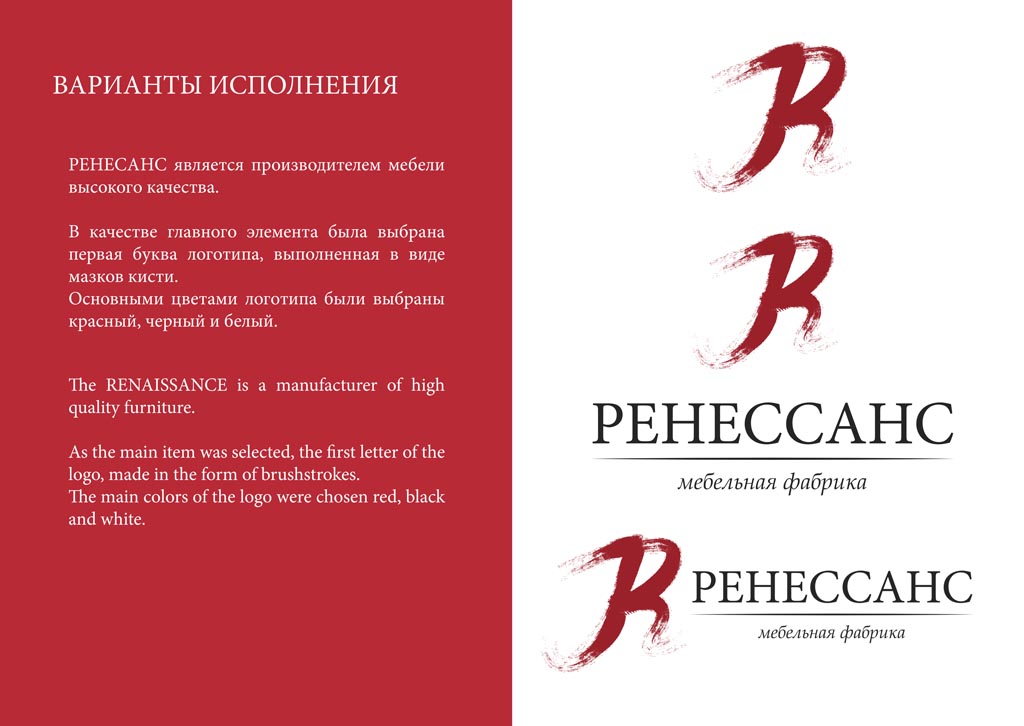 ВАРИАНТЫ ИСПОЛНЕНИЯ
РЕНЕСАНС является производителем мебели
высокого качества.
В качестве главного элемента была выбрана
первая буква логотипа, выполненная в виде
мазков кисти.
Основными цветами логотипа были выбраны
красный, черный и белый.
The RENAISSANCE is a manufacturer of high
quality furniture.
As the main item was selected, the first letter of the
logo, made in the form of brushstrokes.
The main colors of the logo were chosen red, black
and white.
R
R
РЕНЕССАНС
мебельная фабрика
R
РЕНЕССАНС
мебельная фабрика